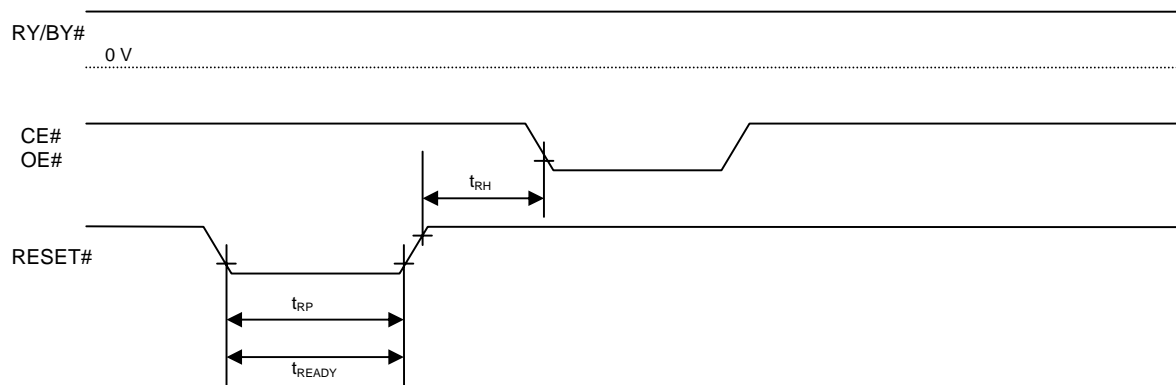 RY/BY#
0 V
CE#
OE#
tRH
RESET#
tRP
tREADY